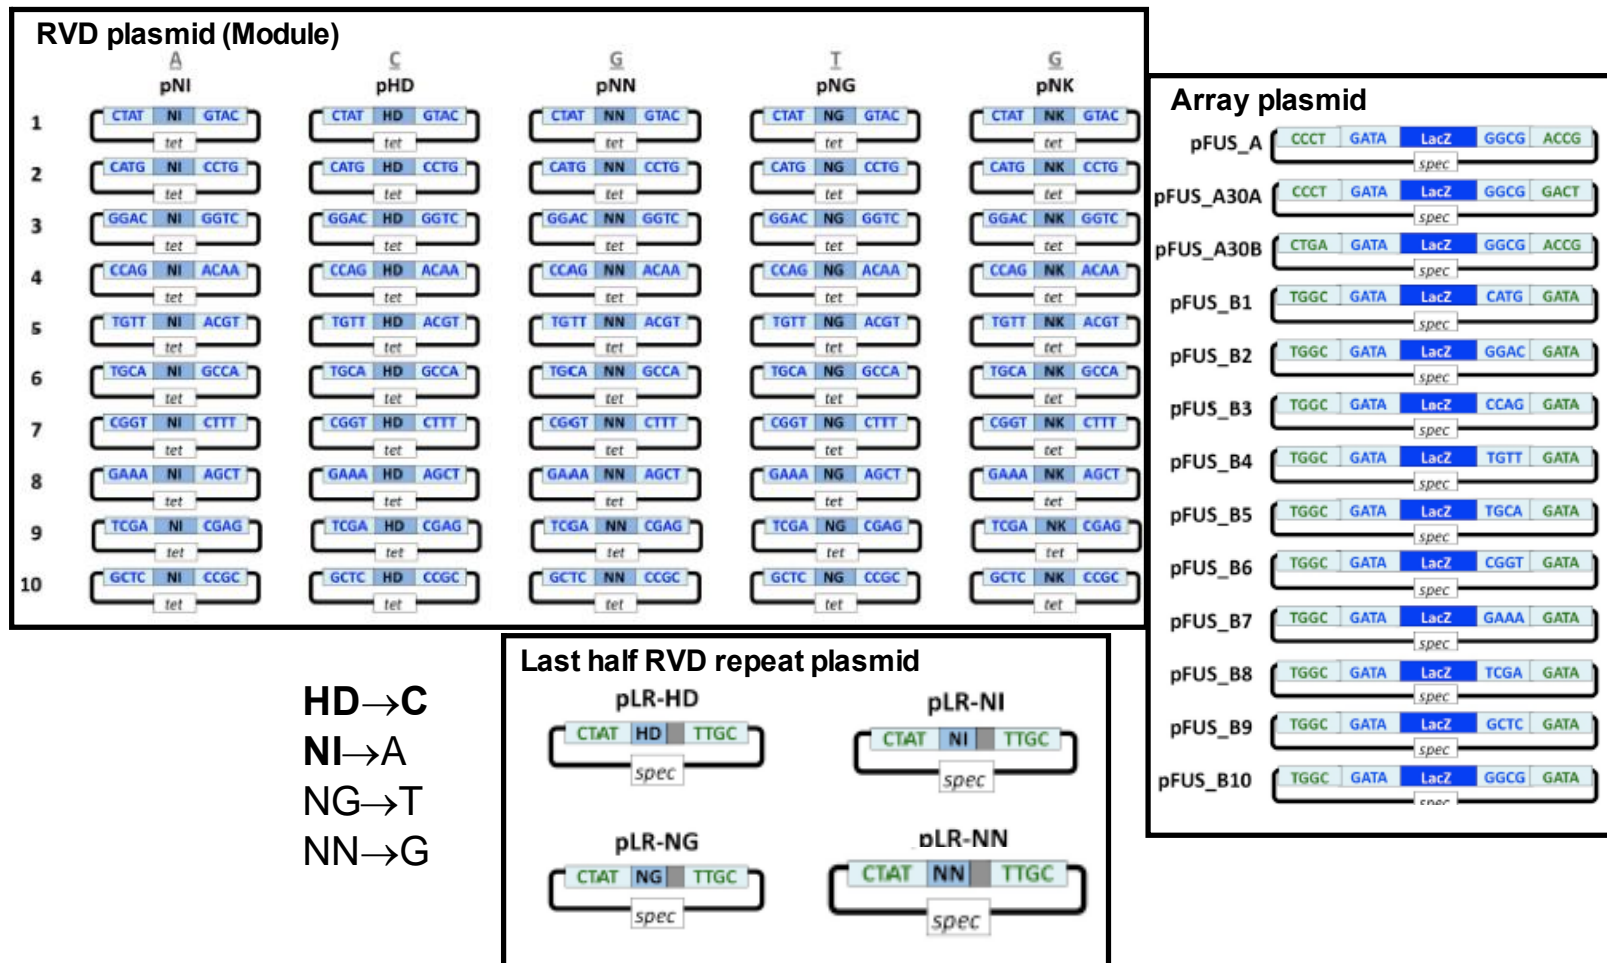 RVD plasmid (Module)
A C G T G
pNI pHD pNN pNG pNK
1 CTAT NI GTAC CTAT HD GTAC CTAT NN GTAC CTAT NG GTAC CTAT NK GTAC
tet tet tet tet tet
2 CATG NI CCTG CATG HD CCTG CATG NN CCTG CATG NG CCTG CATG NK CCTG
tet tet tet tet tet
3 GGAC NI GGTC GGAC HD GGTC GGAC NN GGTC GGAC NG GGTC GGAC NK GGTC
tet tet tet tet tet
4 CCAG NI ACAA CCAG HD ACAA CCAG NN ACAA CCAG NG ACAA CCAG NK ACAA
tet tet tet tet tet
5 TGTT NI ACGT TGTT HD ACGT TGTT NN ACGT TGTT NG ACGT TGTT NK ACGT
tet tet tet tet tet
6 TGCA NI GCCA TGCA HD GCCA TGCA NN GCCA TGCA NG GCCA TGCA NK GCCA
tet tet tet tet tet
7 CGGT NI CTTT CGGT HD CTTT CGGT NN CTTT CGGT NG CTTT CGGT NK CTTT
tet tet tet tet tet
8 GAAA NI AGCT GAAA HD AGCT GAAA NN AGCT GAAA NG AGCT GAAA NK AGCT
tet tet tet tet tet
9 TCGA NI CGAG TCGA HD CGAG TCGA NN CGAG TCGA NG CGAG TCGA NK CGAG
tet tet tet tet tet
10 GCTC NI CCGC GCTC HD CCGC GCTC NN CCGC GCTC NG CCGC GCTC NK CCGC
tet tet tet tet tet
Array plasmid
pFUS_A CCCT GATA LacZ GGCG ACCG
spec
pFUS_A30A CCCT GATA LacZ GGCG GACT
spec
pFUS_A30B CTGA GATA LacZ GGCG ACCG
spec
pFUS_B1 TGGC GATA LacZ CATG GATA
spec
pFUS_B2 TGGC GATA LacZ GGAC GATA
spec
pFUS_B3 TGGC GATA LacZ CCAG GATA
spec
pFUS_B4 TGGC GATA LacZ TGTT GATA
spec
pFUS_B5 TGGC GATA LacZ TGCA GATA
spec
pFUS_B6 TGGC GATA LacZ CGGT GATA
spec
pFUS_B7 TGGC GATA LacZ GAAA GATA
spec
pFUS_B8 TGGC GATA LacZ TCGA GATA
spec
pFUS_B9 TGGC GATA LacZ GCTC GATA
spec
pFUS_B10 TGGC GATA LacZ GGCG GATA
spec
HD→C
NI→A
NG→T
NN→G
Last half RVD repeat plasmid
pLR-HD pLR-NI
CTAT HD TTGC CTAT NI TTGC
spec spec
pLR-NG pLR-NN
CTAT NG TTGC CTAT NN TTGC
spec spec